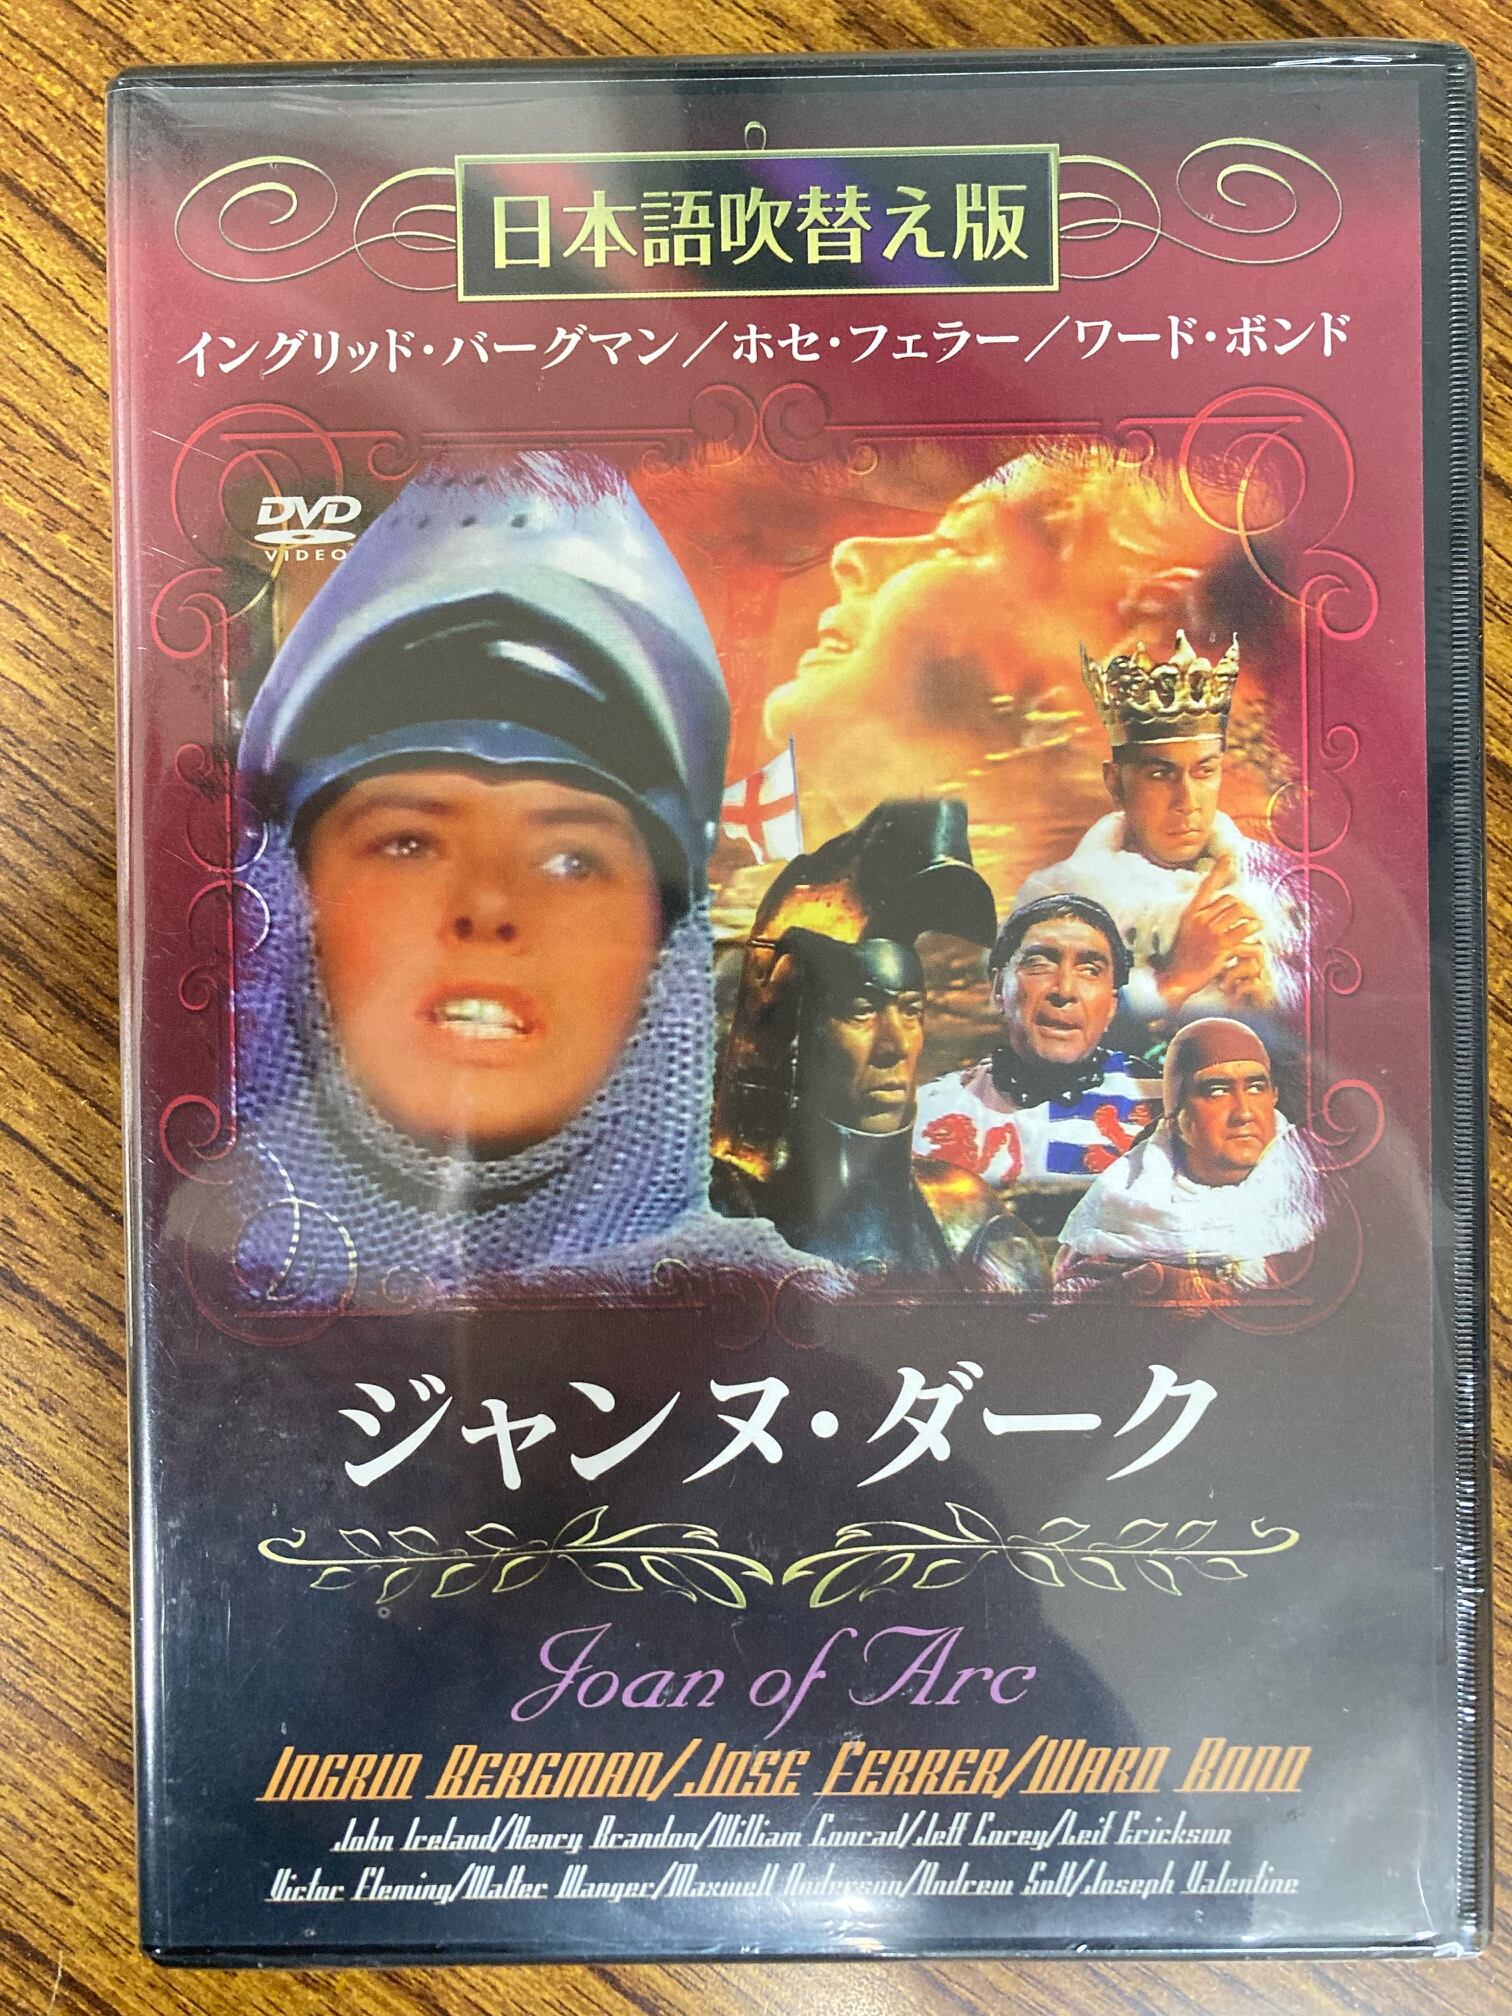 日本語吹替え版
イングリッド・バーグマン/ホセ・フェラー/ワード・ボンド
DVD
VIDEO
ジャンヌ・ダーク
Joan of Arc
INGRID BERGMAN/JOSE FERRER/WARD BOND
John Ireland/Henry Brandon/William Conrad/Jeff Corey/Leif Erickson
Victor Fleming/Walter Wanger/Maxwell Anderson/Andrew Solt/Joseph Valentine